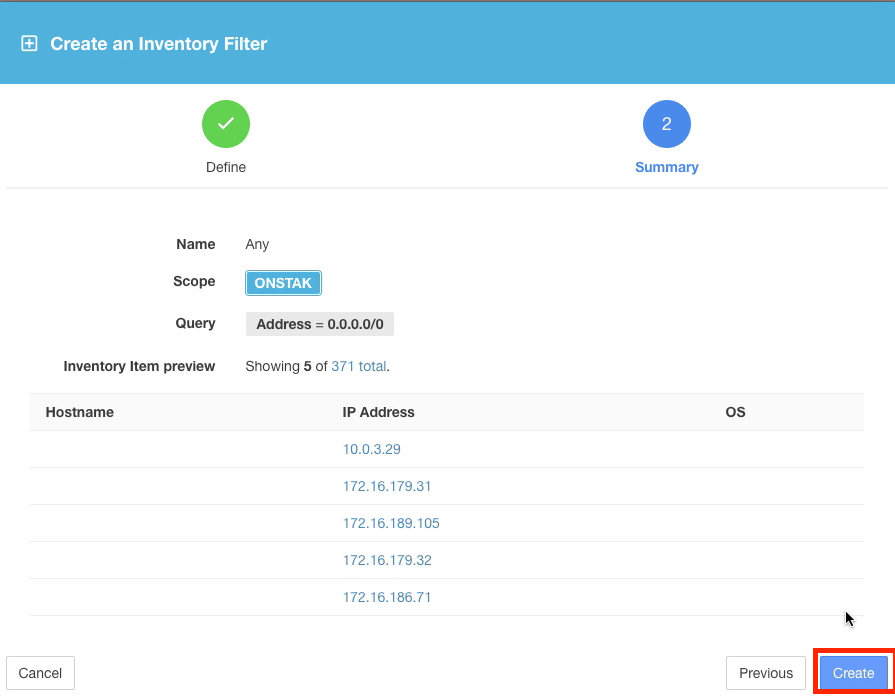 Create an Inventory Filter
2
Define
Summary
Name Any
Scope ONSTAK
Query Address = 0.0.0.0/0
Inventory Item preview Showing 5 of 371 total.
Hostname IP Address OS
10.0.3.29
172.16.179.31
172.16.189.105
172.16.179.32
172.16.186.71
Cancel Previous Create